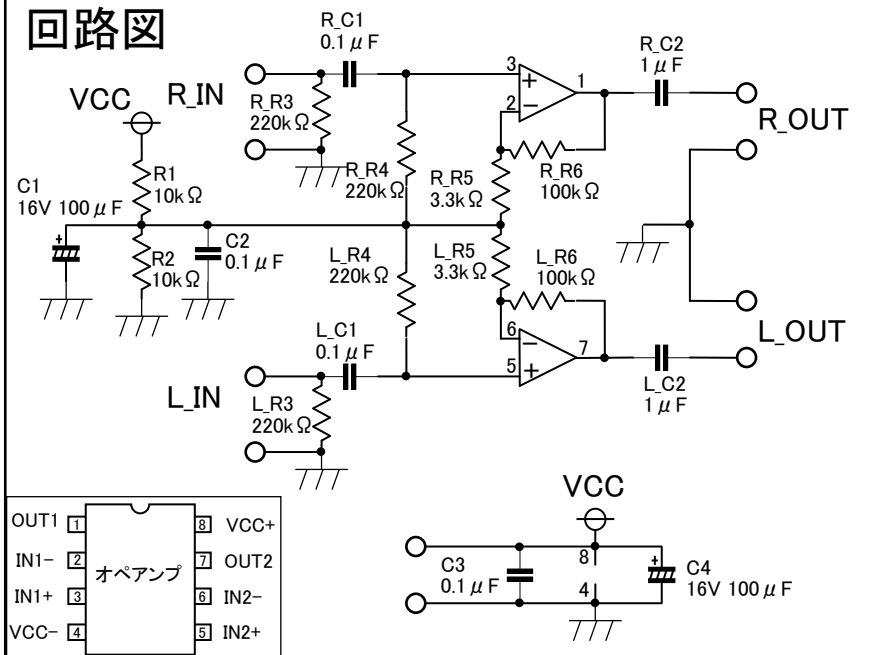 回路図
VCC
R_IN
R_C1
0.1μF
R_R3
220kΩ
R_R4
220kΩ
3
2
1
R_C2
1μF
R_OUT
R_R5
3.3kΩ
R_R6
100kΩ
C1
16V 100μF
+
R1
10kΩ
R2
10kΩ
C2
0.1μF
L_R4
220kΩ
L_R5
3.3kΩ
L_R6
100kΩ
L_C1
0.1μF
6
5
7
L_OUT
L_C2
1μF
L_IN
L_R3
220kΩ
OUT1 1
IN1- 2
IN1+ 3
VCC- 4
オペアンプ
8 VCC+
7 OUT2
6 IN2-
5 IN2+
VCC
C3
0.1μF
8
4
+
C4
16V 100μF